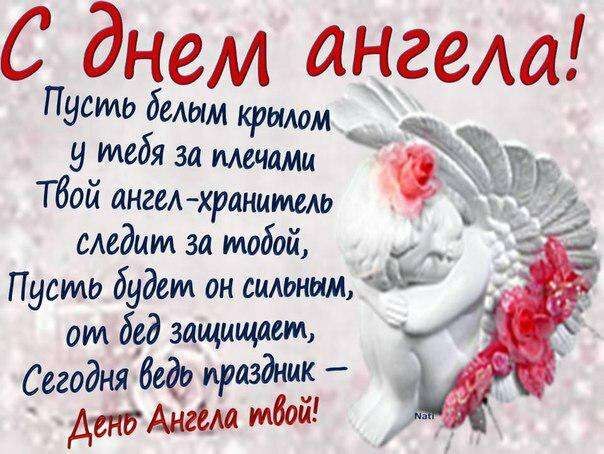 С днем ангела!
Пусть белым крылом
у тебя за плечами
Твой ангел-хранитель
следит за тобой,
Пусть будет он сильным,
от бед защищает,
Сегодня ведь праздник –
День Ангела твой!
Nati